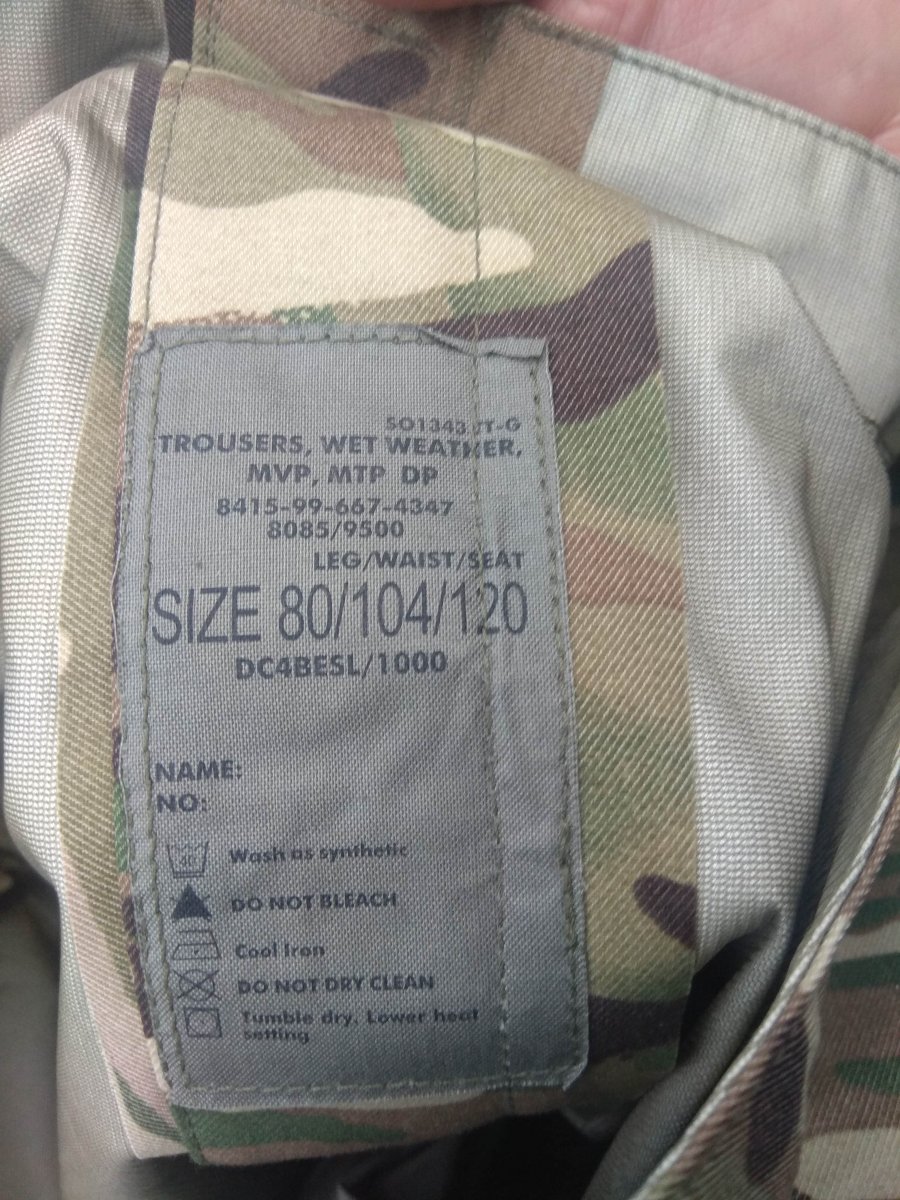 TROUSERS, WET WEATHER,
MVP, MTP DP
8415-99-667-4347
8085/9500
LEG/WAIST/SEAT
SIZE 80/104/120
DC4BESL/1000
NAME:
NO:
40
Wash as synthetic
DO NOT BLEACH
Cool Iron
DO NOT DRY CLEAN
Tumble dry. Lower heat
setting